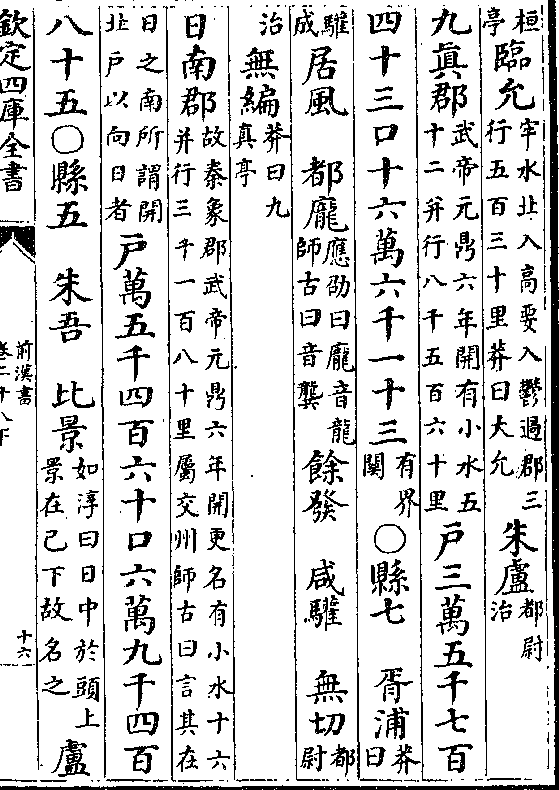 桓亭臨允牢水北入高要入鬱過郡三行五百三十里莽曰大允 朱盧都尉治
九眞郡武帝元鼎六年開有小水五十二并行八千五百六十里戶三萬五千七百
四十三口十六萬六千一十三有界關〇縣七 胥浦莽曰
驩成 居風 都龐應劭曰龐音龍師古曰音龔 餘發 咸驩 無切都尉
治 無編莽曰九真亭
日南郡故秦象郡武帝元鼎六年開更名有小水十六并行三千一百八十里屬交州師古曰言其在
日之南所謂開北戶以向日者戶萬五千四百六十口六萬九千四百
八十五〇縣五 朱吾 比景如淳曰日中於頭上景在己下故名之 盧
欽定四庫全書 前漢書 卷二十八下 十六